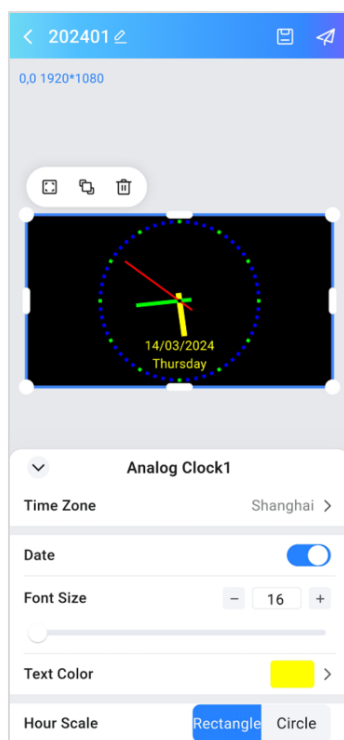 202401
0,0 1920*1080
14/03/2024
Thursday
Analog Clock1
Time Zone Shanghai
Date
Font Size − 16 +
Text Color
Hour Scale Rectangle Circle